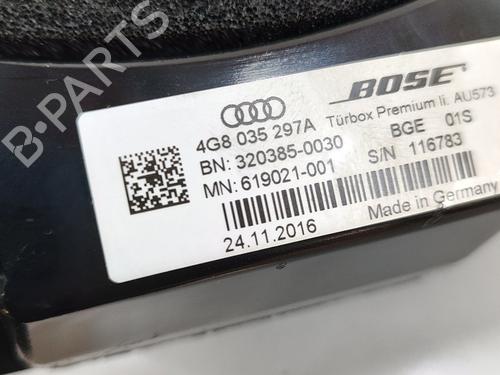 BOSE
4G8 035 297A Türbox Premium li. AU573
BN: 320385-0030 BGE 01S
MN: 619021-001 S/N 116783
24.11.2016 Made in Germany
B-PARTS